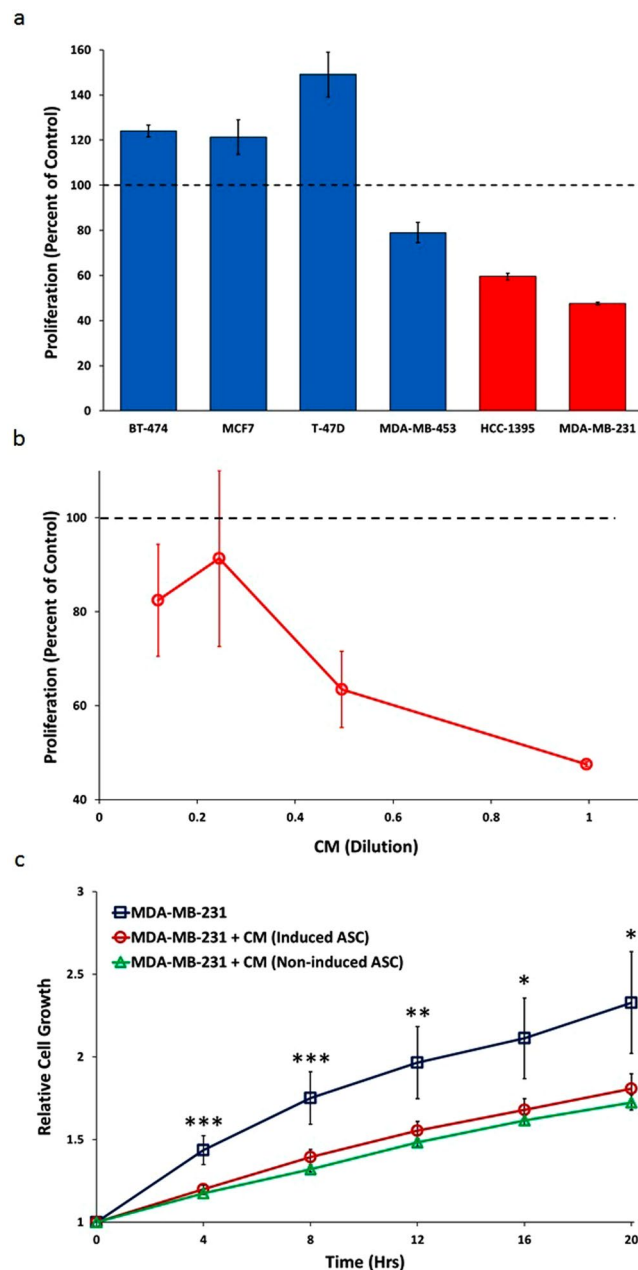 a
Proliferation (Percent of Control)
160
140
120
100
80
60
40
20
0
BT-474 MCF7 T-47D MDA-MB-453 HCC-1395 MDA-MB-231
b
Proliferation (Percent of Control)
100
80
60
40
0 0.2 0.4 0.6 0.8 1
CM (Dilution)
c
Relative Cell Growth
3
2.5
2
1.5
1
MDA-MB-231
MDA-MB-231 + CM (Induced ASC)
MDA-MB-231 + CM (Non-induced ASC)
*** *** ** * *
0 4 8 12 16 20
Time (Hrs)